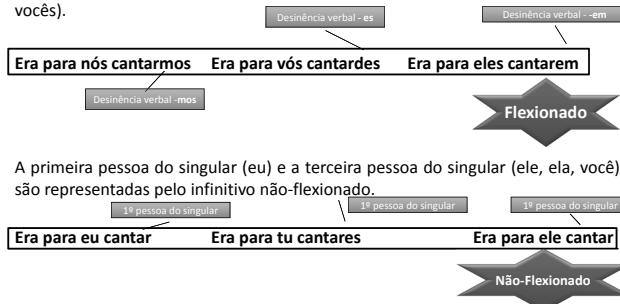 vocês).
Desinência verbal - es
Desinência verbal - -em
Era para nós cantarmos Era para vós cantardes Era para eles cantarem
Desinência verbal -mos
Flexionado
A primeira pessoa do singular (eu) e a terceira pessoa do singular (ele, ela, você)
são representadas pelo infinitivo não-flexionado.
1º pessoa do singular
1º pessoa do singular
1º pessoa do singular
Era para eu cantar Era para tu cantares Era para ele cantar
Não-Flexionado